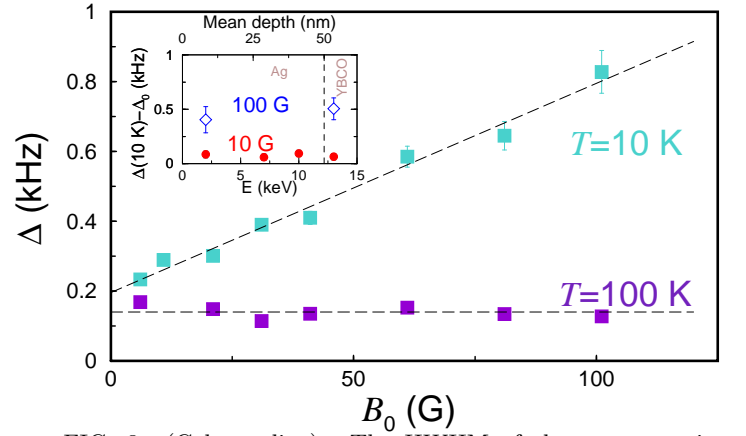 Mean depth (nm)
0 25 50
1
0.5
0
Δ(10 K)−Δ0 (kHz)
Ag
YBCO
100 G
10 G
0 5 10 15
E (keV)
1
0.8
0.6
0.4
0.2
0
Δ (kHz)
T=10 K
T=100 K
0 50 100
B0 (G)